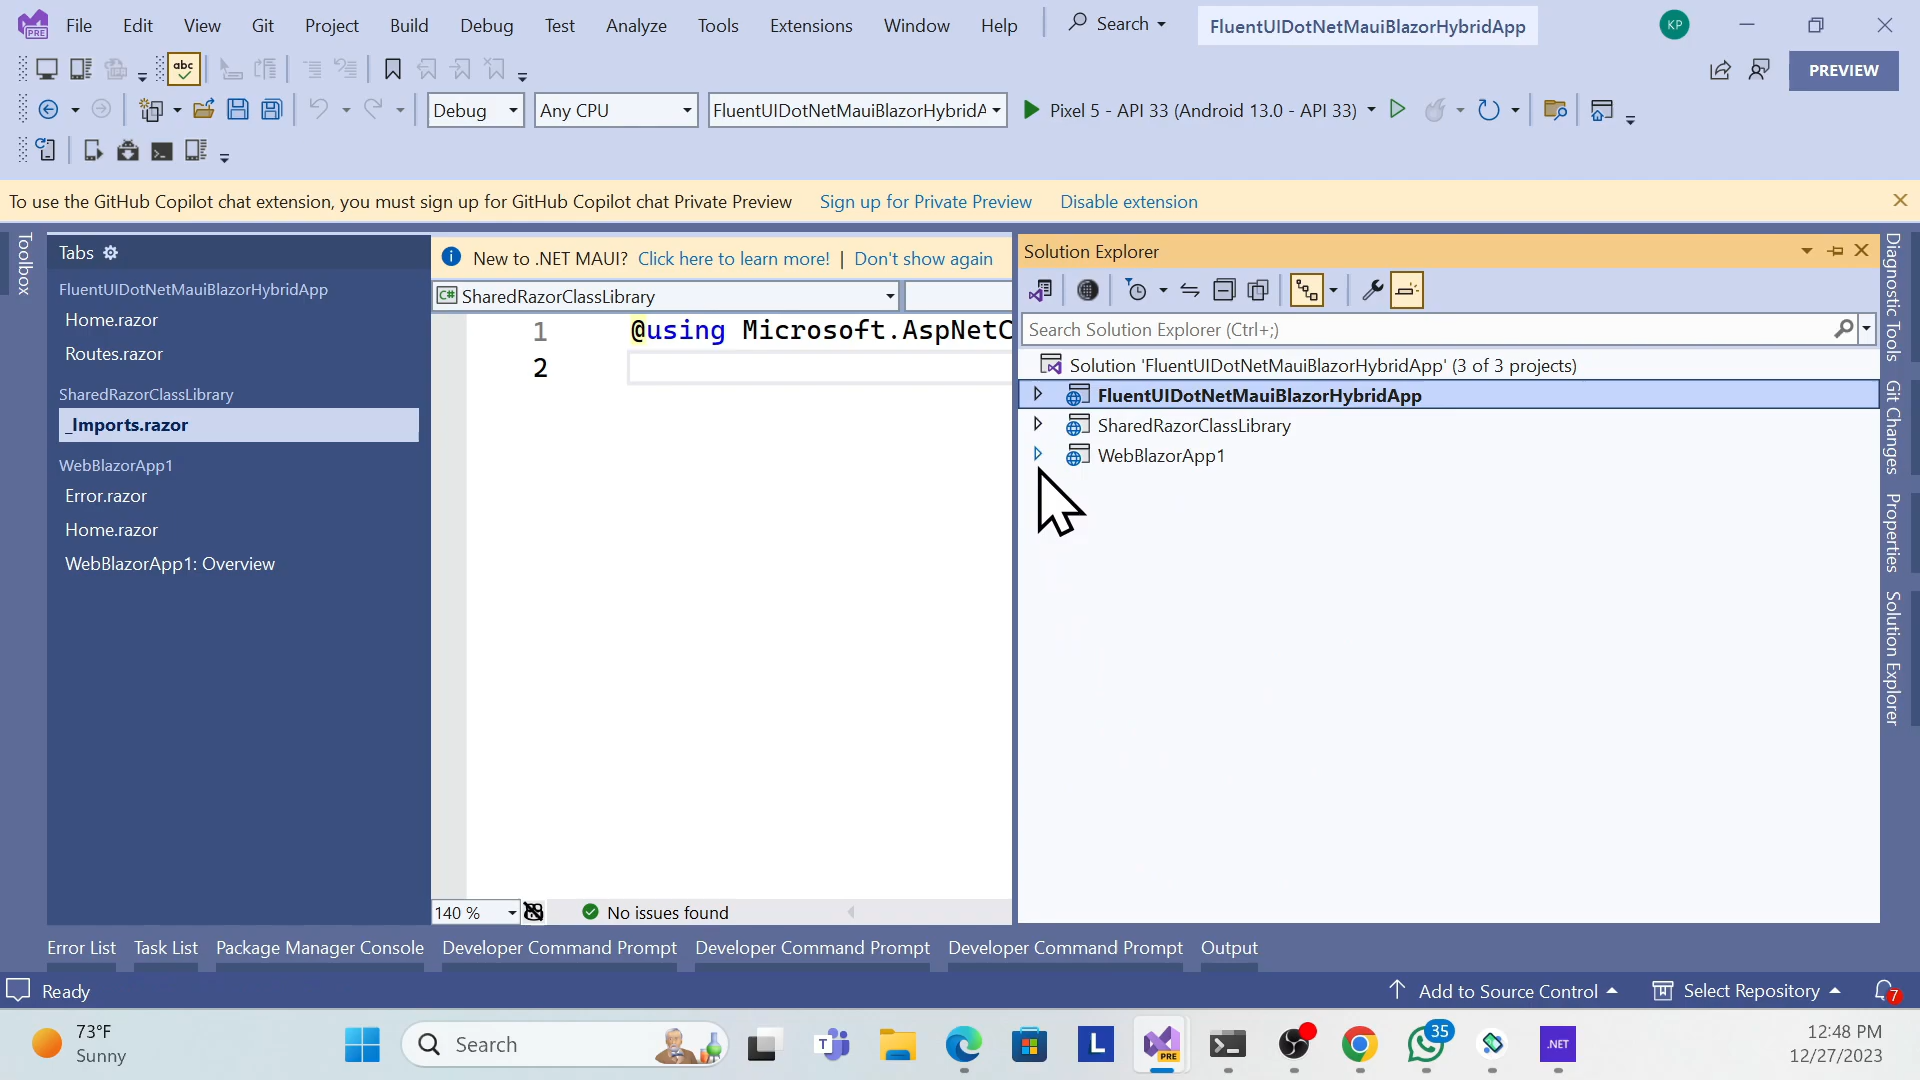 File Edit View Git Project Build Debug Test Analyze Tools Extensions Window Help Search FluentUIDotNetMauiBlazorHybridApp KP
PRE
abc PREVIEW
Debug Any CPU FluentUIDotNetMauiBlazorHybridA Pixel 5 - API 33 (Android 13.0 - API 33)
To use the GitHub Copilot chat extension, you must sign up for GitHub Copilot chat Private Preview Sign up for Private Preview Disable extension
Toolbox
Tabs
FluentUIDotNetMauiBlazorHybridApp
Home.razor
Routes.razor
SharedRazorClassLibrary
_Imports.razor
WebBlazorApp1
Error.razor
Home.razor
WebBlazorApp1: Overview
New to .NET MAUI? Click here to learn more! | Don't show again
C# SharedRazorClassLibrary
1 @using Microsoft.AspNetC
2
140 % No issues found
Solution Explorer
Search Solution Explorer (Ctrl+;)
Solution 'FluentUIDotNetMauiBlazorHybridApp' (3 of 3 projects)
FluentUIDotNetMauiBlazorHybridApp
SharedRazorClassLibrary
WebBlazorApp1
Diagnostic Tools
Git Changes
Properties
Solution Explorer
Error List Task List Package Manager Console Developer Command Prompt Developer Command Prompt Developer Command Prompt Output
Ready Add to Source Control Select Repository 7
73°F
Sunny
Search T L PRE 35 .NET
12:48 PM
12/27/2023